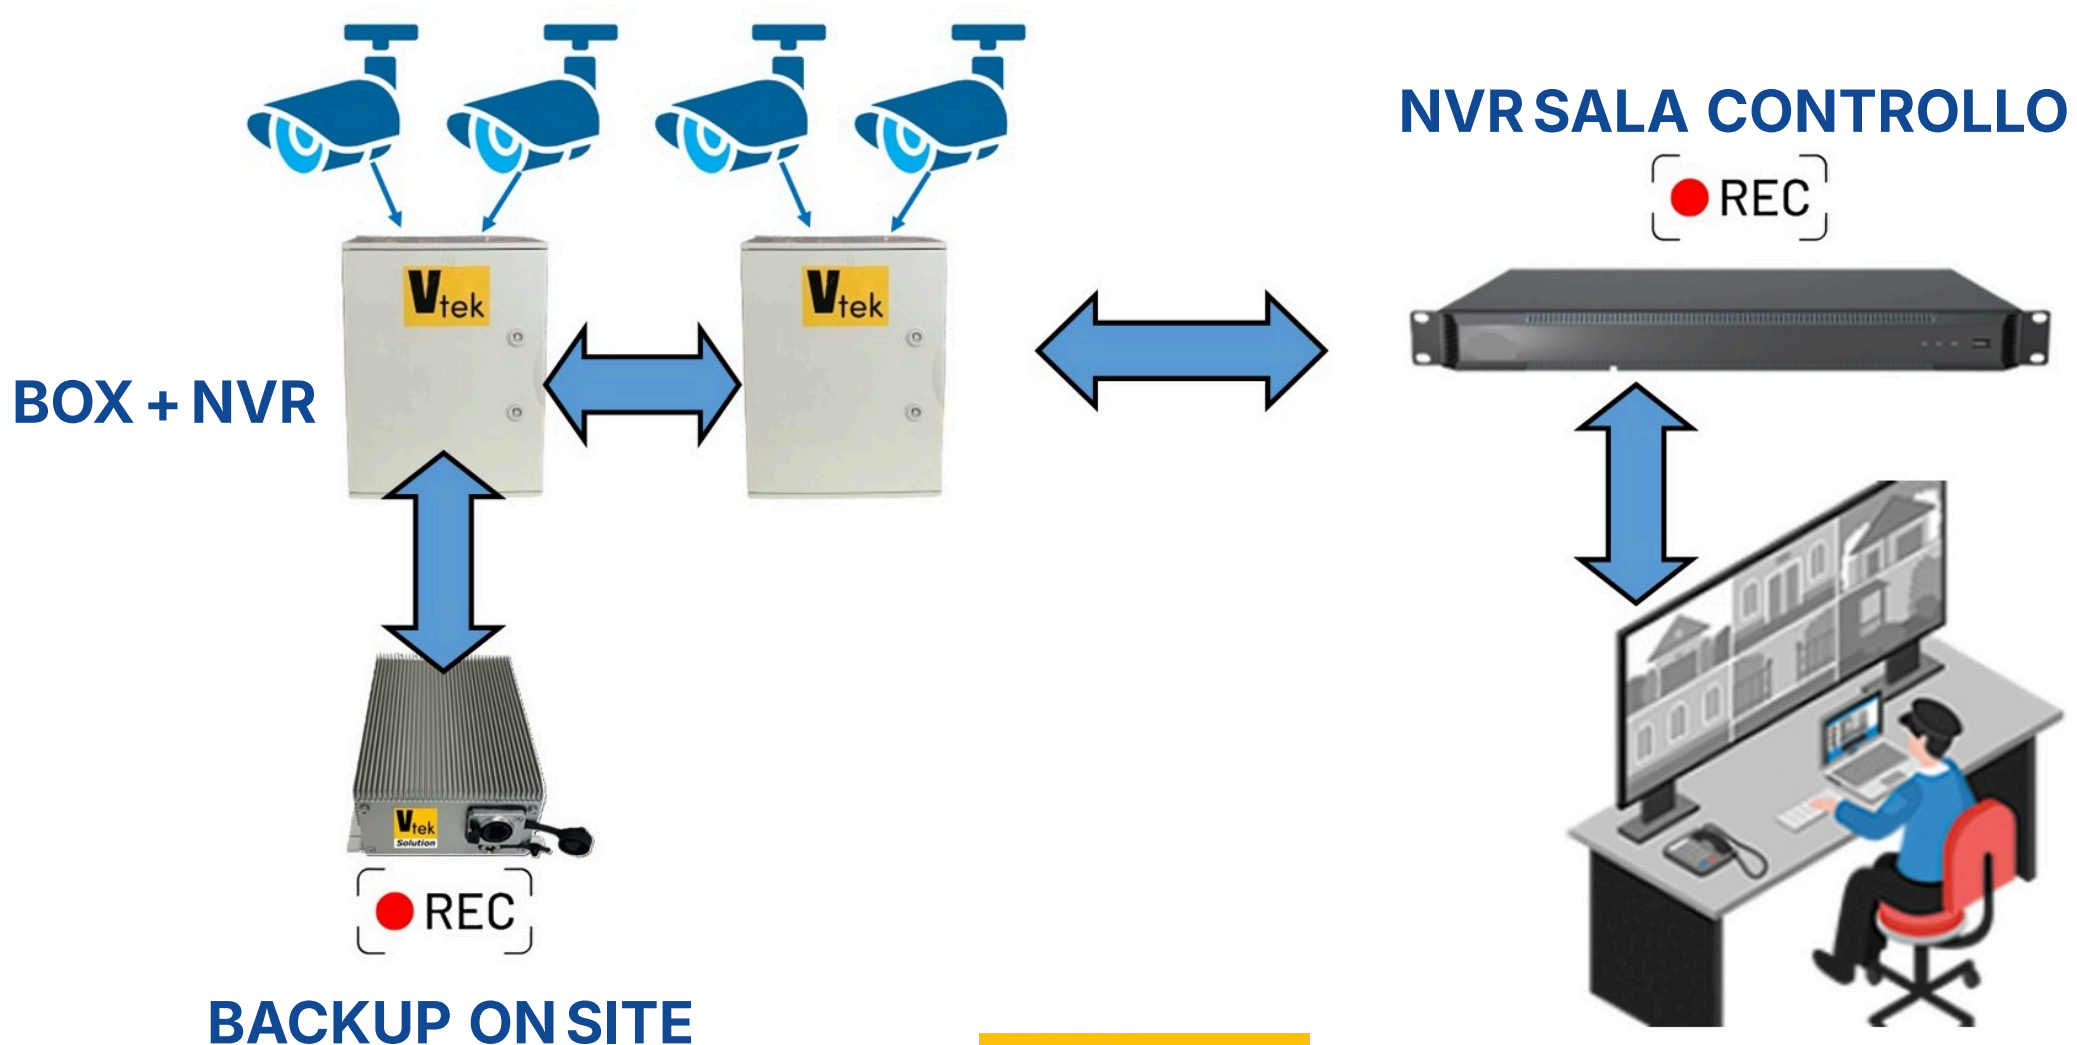 NVR SALA CONTROLLO
REC
Vtek
Vtek
BOX + NVR
Vtek
Solution
REC
BACKUP ON SITE